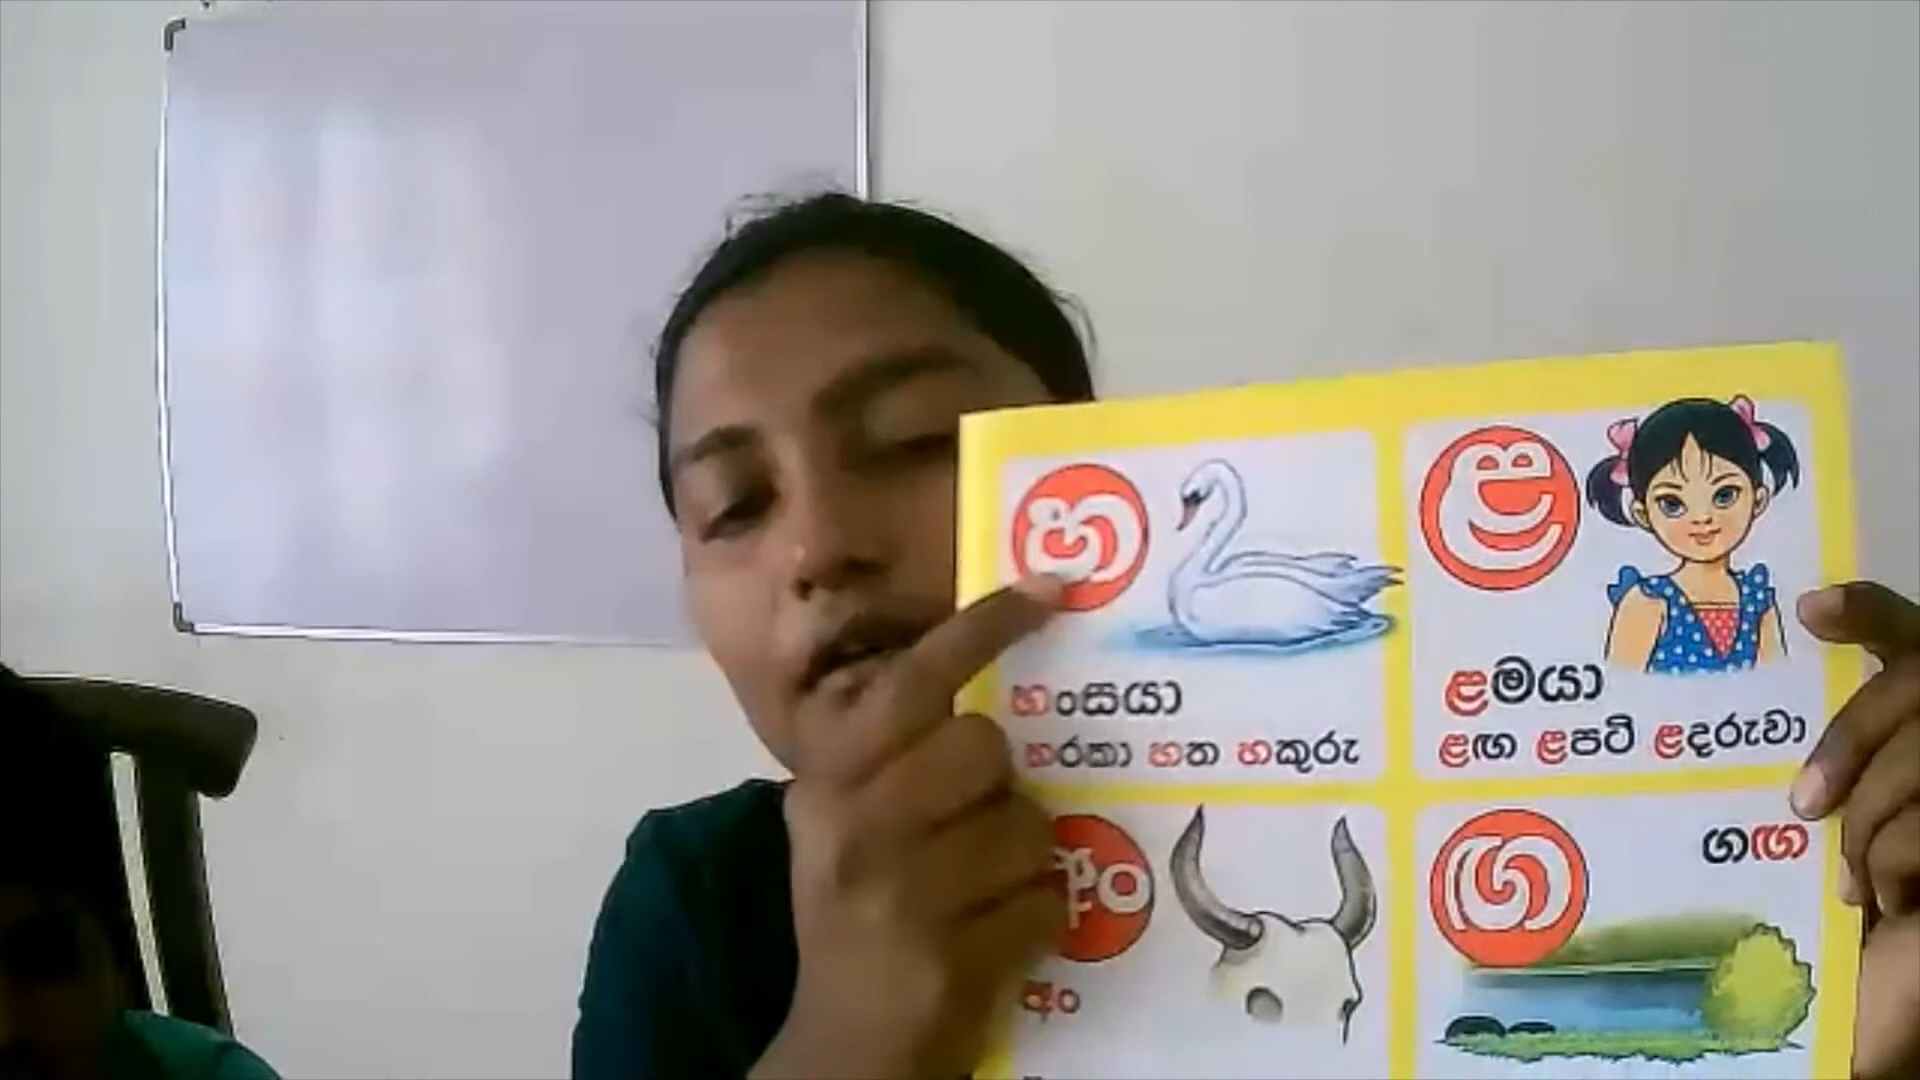 හ
හංසයා
හරකා හත හකුරු
ළ
ළමයා
ළඟ ළපටි ළදරුවා
අං
අං
ඟ
ගඟ